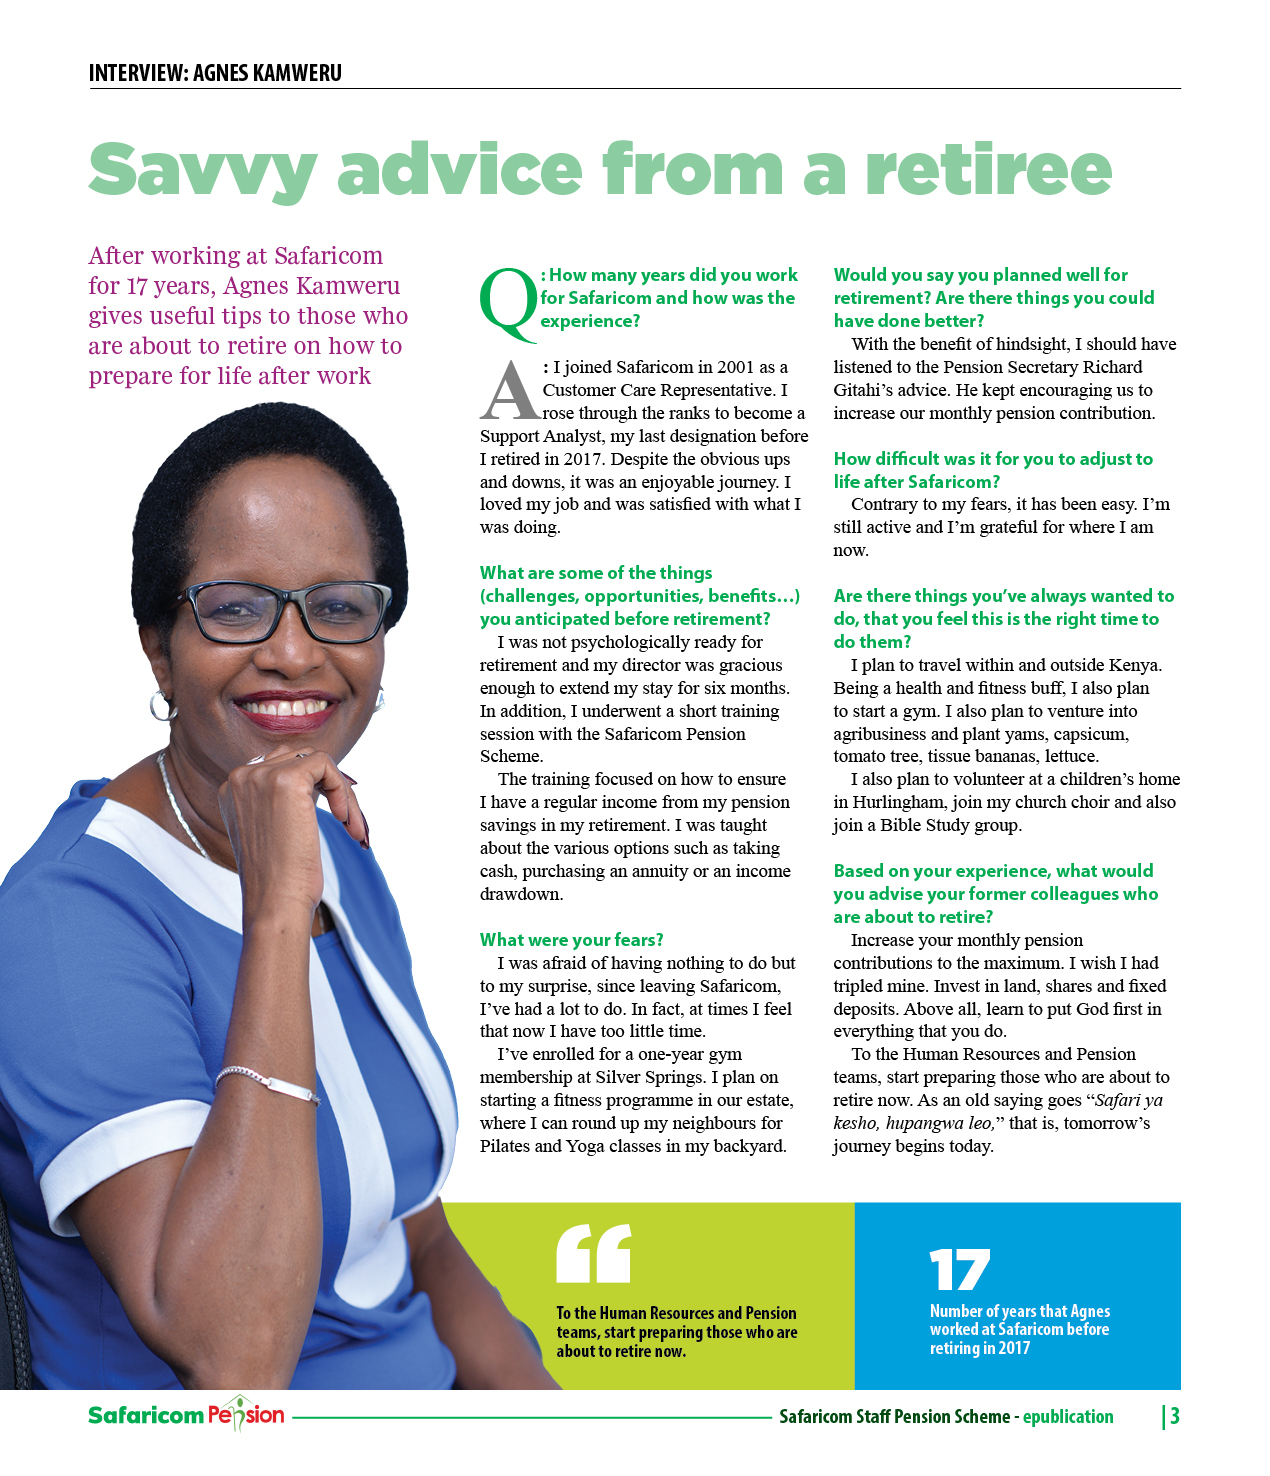 INTERVIEW: AGNES KAMWERU
Savvy advice from a retiree
After working at Safaricom
for 17 years, Agnes Kamweru
gives useful tips to those who
are about to retire on how to
prepare for life after work
Q: How many years did you work
for Safaricom and how was the
experience?
A: I joined Safaricom in 2001 as a
Customer Care Representative. I
rose through the ranks to become a
Support Analyst, my last designation before
I retired in 2017. Despite the obvious ups
and downs, it was an enjoyable journey. I
loved my job and was satisfied with what I
was doing.
What are some of the things
(challenges, opportunities, benefits…)
you anticipated before retirement?
I was not psychologically ready for
retirement and my director was gracious
enough to extend my stay for six months.
In addition, I underwent a short training
session with the Safaricom Pension
Scheme.
The training focused on how to ensure
I have a regular income from my pension
savings in my retirement. I was taught
about the various options such as taking
cash, purchasing an annuity or an income
drawdown.
What were your fears?
I was afraid of having nothing to do but
to my surprise, since leaving Safaricom,
I’ve had a lot to do. In fact, at times I feel
that now I have too little time.
I’ve enrolled for a one-year gym
membership at Silver Springs. I plan on
starting a fitness programme in our estate,
where I can round up my neighbours for
Pilates and Yoga classes in my backyard.
Would you say you planned well for
retirement? Are there things you could
have done better?
With the benefit of hindsight, I should have
listened to the Pension Secretary Richard
Gitahi’s advice. He kept encouraging us to
increase our monthly pension contribution.
How difficult was it for you to adjust to
life after Safaricom?
Contrary to my fears, it has been easy. I’m
still active and I’m grateful for where I am
now.
Are there things you’ve always wanted to
do, that you feel this is the right time to
do them?
I plan to travel within and outside Kenya.
Being a health and fitness buff, I also plan
to start a gym. I also plan to venture into
agribusiness and plant yams, capsicum,
tomato tree, tissue bananas, lettuce.
I also plan to volunteer at a children’s home
in Hurlingham, join my church choir and also
join a Bible Study group.
Based on your experience, what would
you advise your former colleagues who
are about to retire?
Increase your monthly pension
contributions to the maximum. I wish I had
tripled mine. Invest in land, shares and fixed
deposits. Above all, learn to put God first in
everything that you do.
To the Human Resources and Pension
teams, start preparing those who are about to
retire now. As an old saying goes “Safari ya
kesho, hupangwa leo,” that is, tomorrow’s
journey begins today.
“
To the Human Resources and Pension
teams, start preparing those who are
about to retire now.
17
Number of years that Agnes
worked at Safaricom before
retiring in 2017
Safaricom Pension
Safaricom Staff Pension Scheme - epublication
| 3